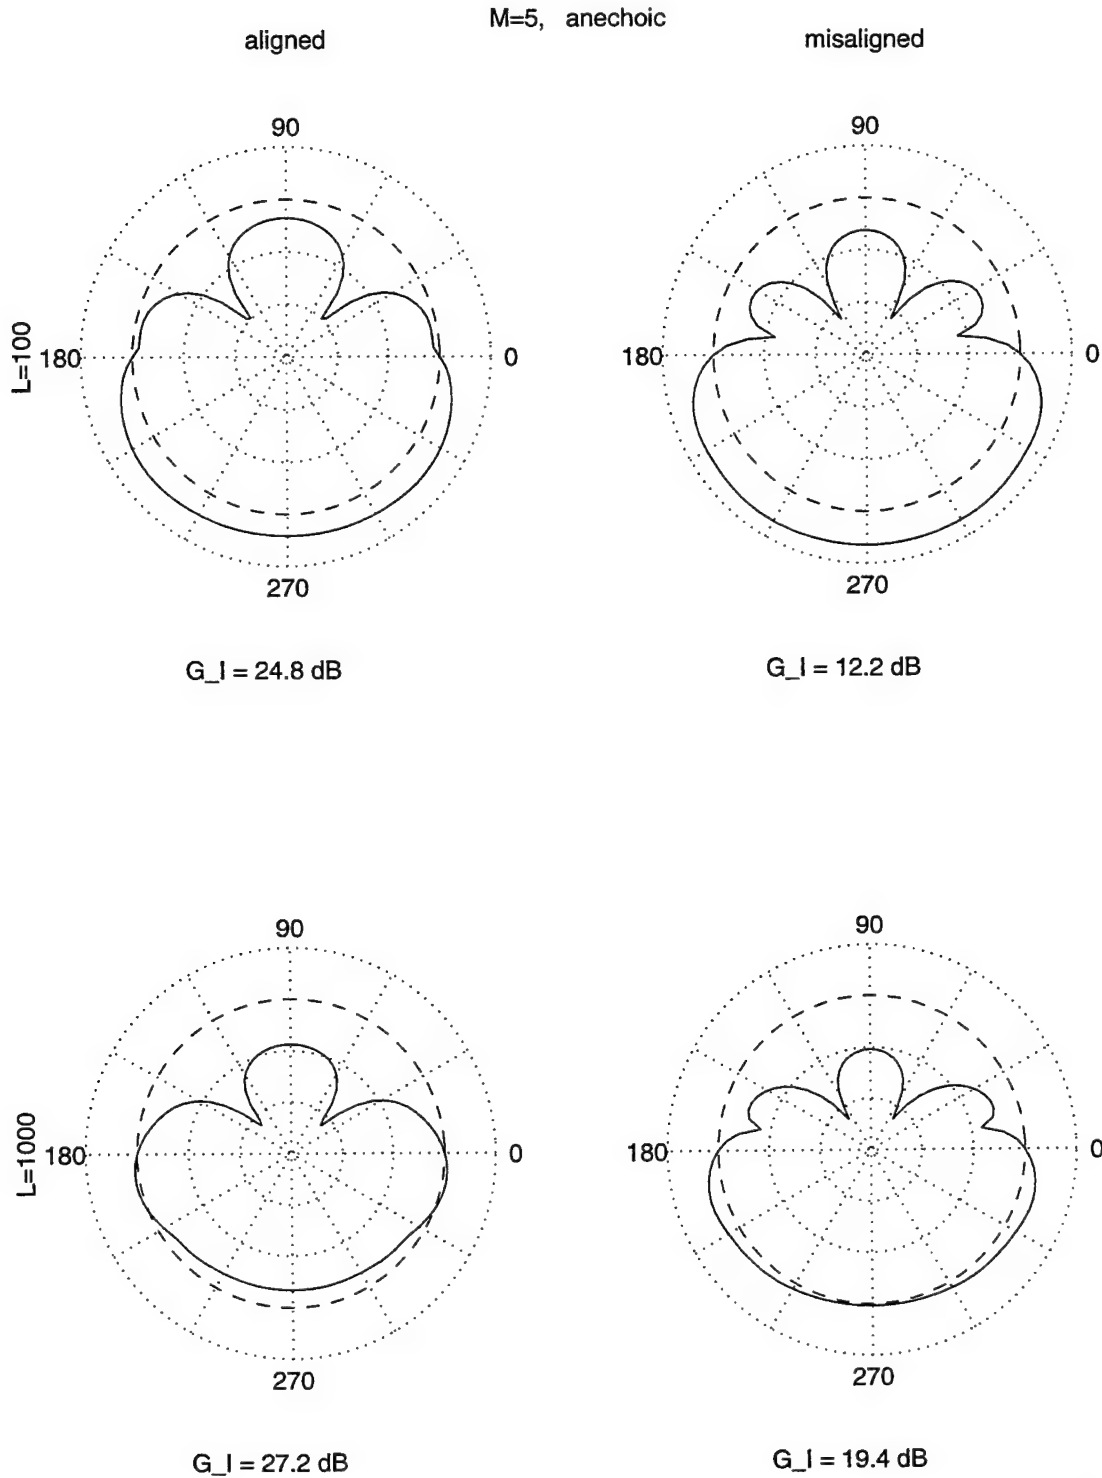 M=5, anechoic
aligned
misaligned
90
90
L=100
180
0
180
0
270
270
G_I = 24.8 dB
G_I = 12.2 dB
90
90
L=1000
180
0
180
0
270
270
G_I = 27.2 dB
G_I = 19.4 dB